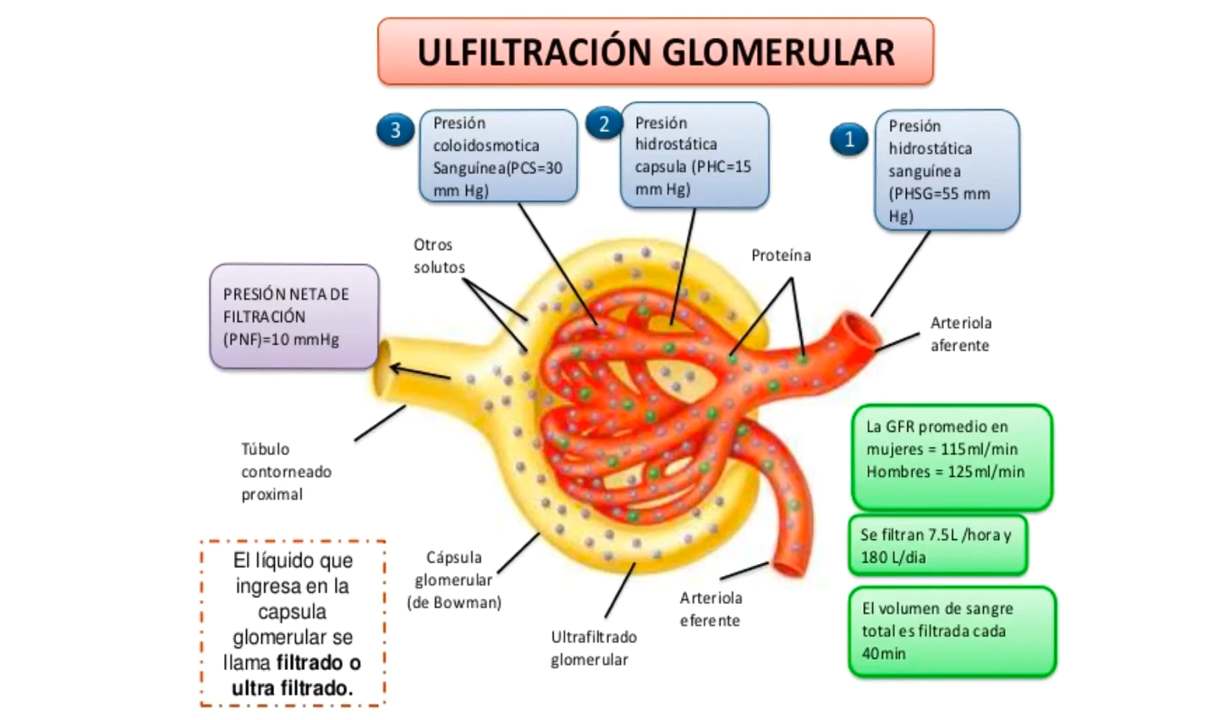 ULFILTRACIÓN GLOMERULAR
3
Presión
coloidosmotica
Sanguínea(PCS=30
mm Hg)
2
Presión
hidrostática
capsula (PHC=15
mm Hg)
1
Presión
hidrostática
sanguínea
(PHSG=55 mm
Hg)
Otros
solutos
Proteína
PRESIÓN NETA DE
FILTRACIÓN
(PNF)=10 mmHg
Arteriola
aferente
Túbulo
contorneado
proximal
La GFR promedio en
mujeres = 115ml/min
Hombres = 125ml/min
Se filtran 7.5L /hora y
180 L/dia
El líquido que
ingresa en la
capsula
glomerular se
llama filtrado o
ultra filtrado.
Cápsula
glomerular
(de Bowman)
Ultrafiltrado
glomerular
Arteriola
eferente
El volumen de sangre
total es filtrada cada
40min